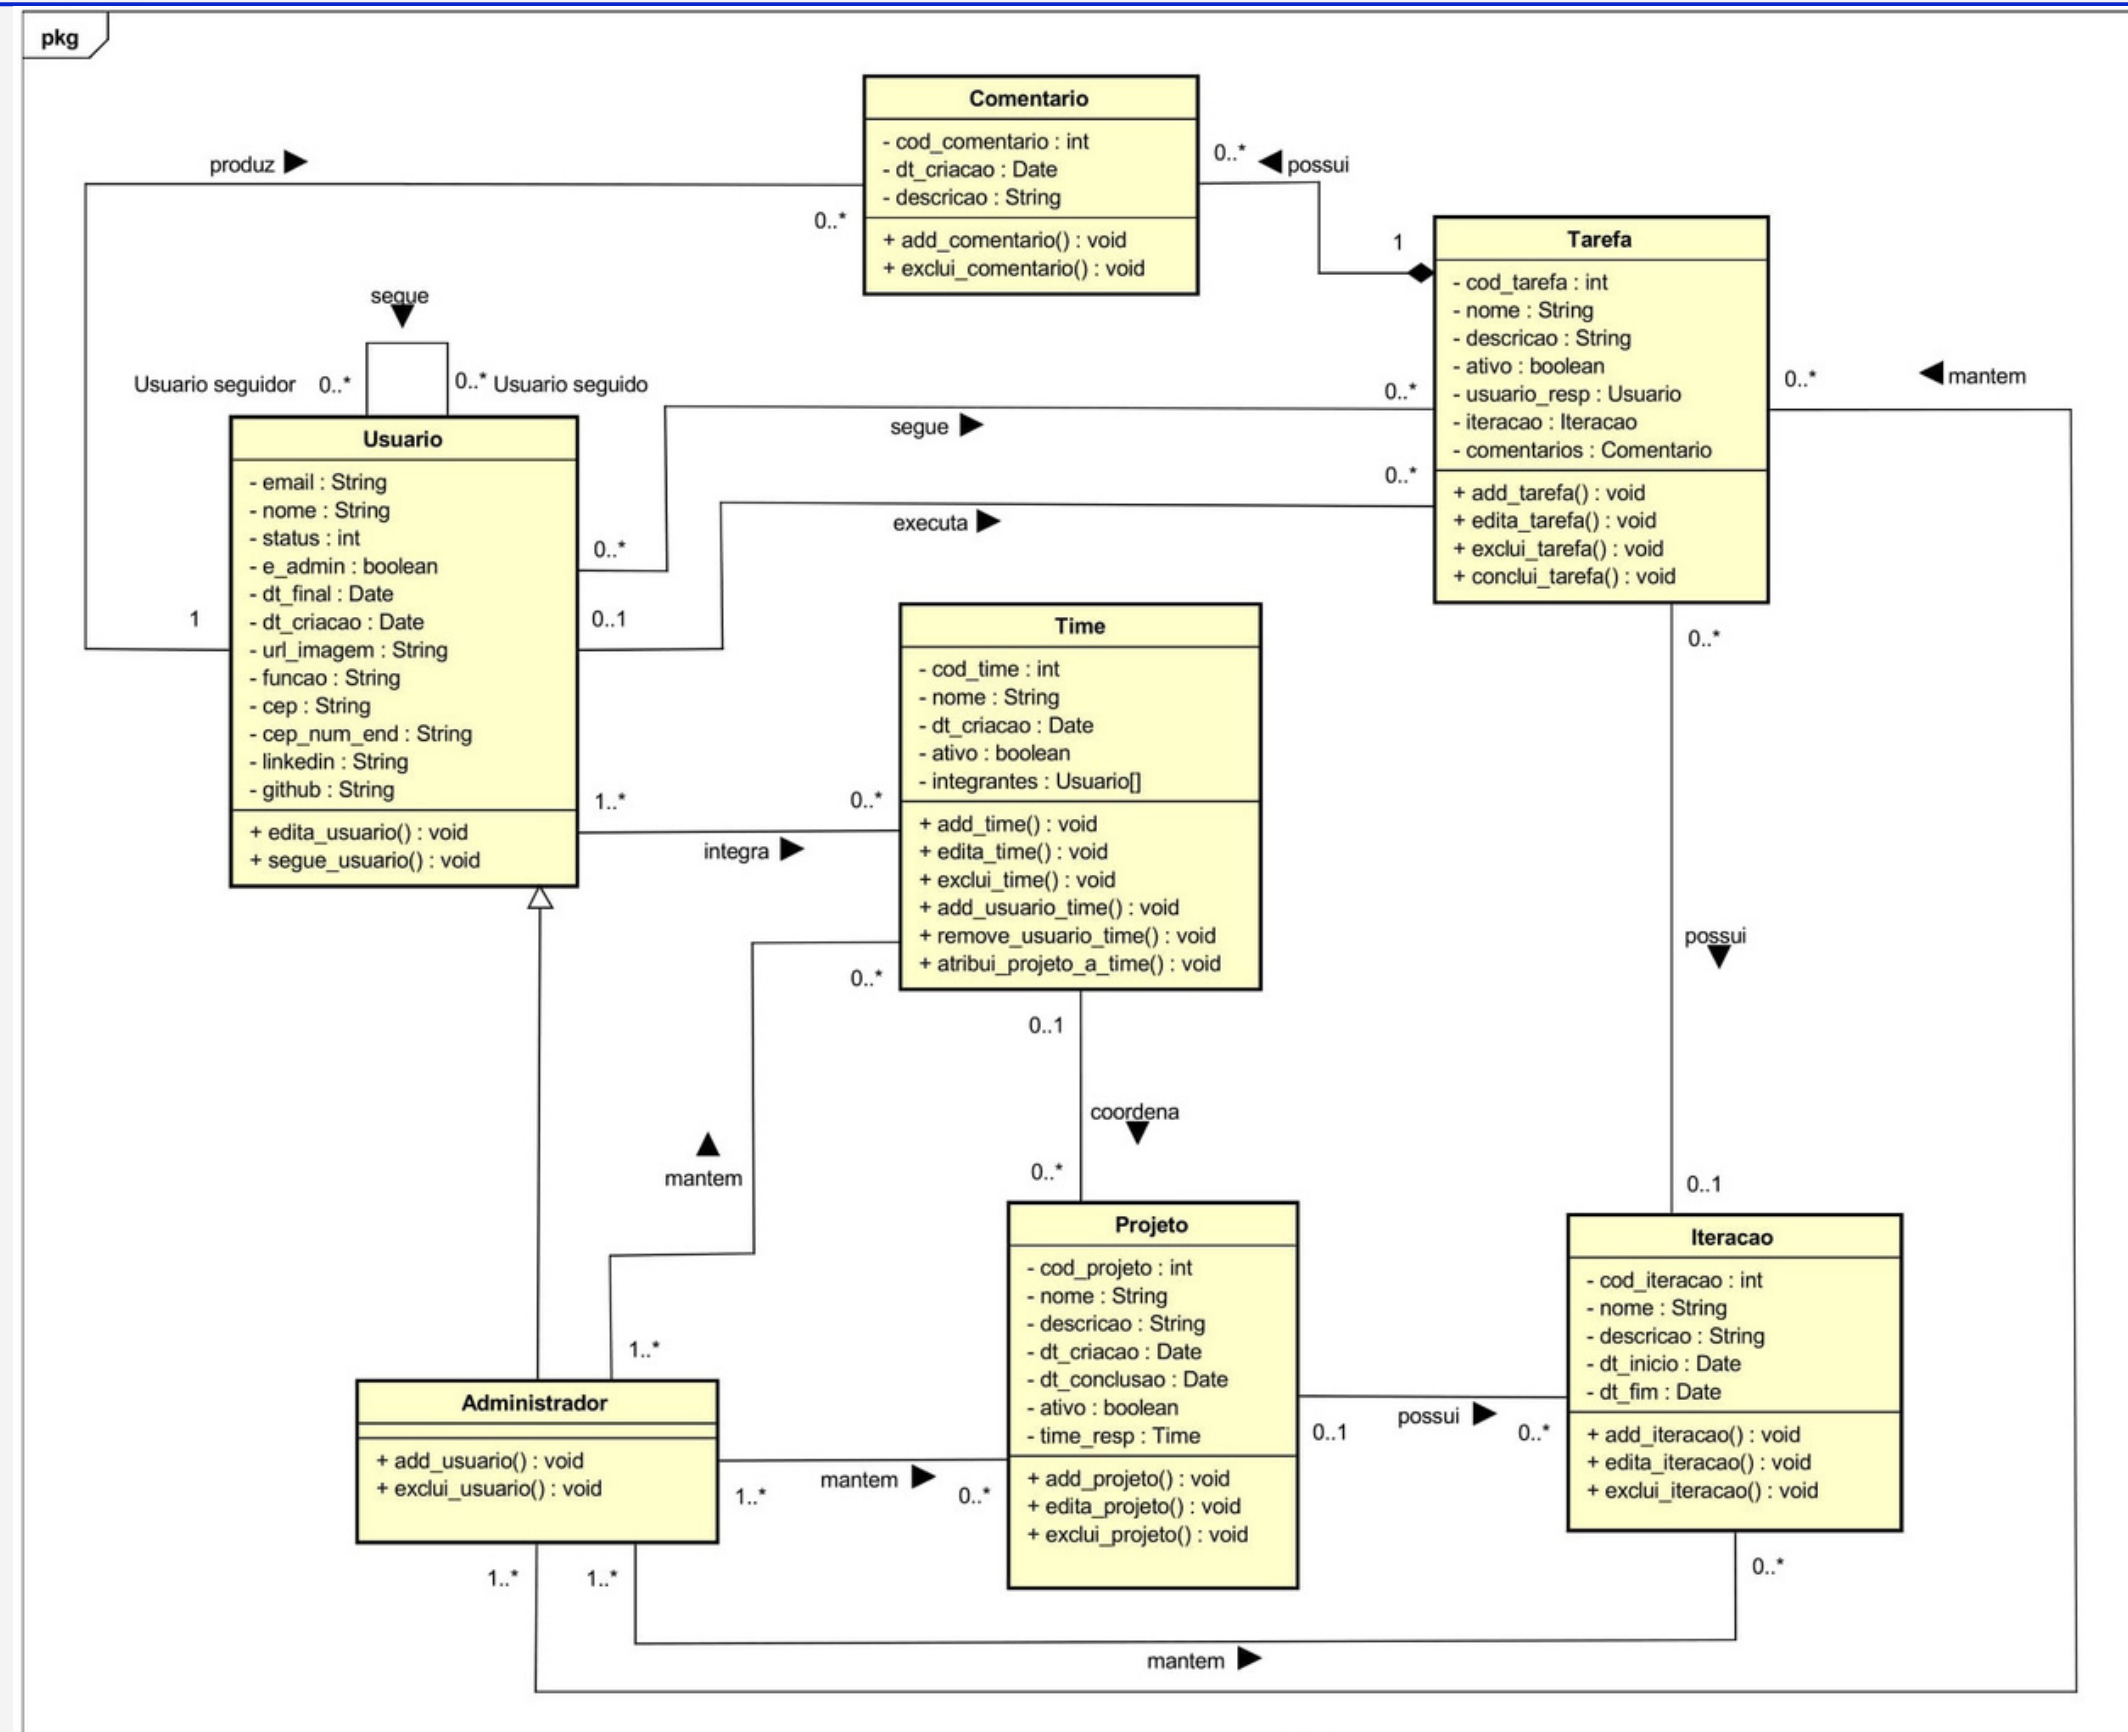 pkg
Comentario
- cod_comentario : int
- dt_criacao : Date
- descricao : String
+ add_comentario() : void
+ exclui_comentario() : void
produz
0..*
0..*
possui
1
Tarefa
- cod_tarefa : int
- nome : String
- descricao : String
- ativo : boolean
- usuario_resp : Usuario
- iteracao : Iteracao
- comentarios : Comentario
+ add_tarefa() : void
+ edita_tarefa() : void
+ exclui_tarefa() : void
+ conclui_tarefa() : void
segue
Usuario seguidor
0..*
0..*
Usuario seguido
0..*
mantem
0..*
segue
0..*
executa
Usuario
- email : String
- nome : String
- status : int
- e_admin : boolean
- dt_final : Date
- dt_criacao : Date
- url_imagem : String
- funcao : String
- cep : String
- cep_num_end : String
- linkedin : String
- github : String
+ edita_usuario() : void
+ segue_usuario() : void
0..*
1
0..1
Time
- cod_time : int
- nome : String
- dt_criacao : Date
- ativo : boolean
- integrantes : Usuario[]
+ add_time() : void
+ edita_time() : void
+ exclui_time() : void
+ add_usuario_time() : void
+ remove_usuario_time() : void
+ atribui_projeto_a_time() : void
0..*
1..*
0..*
integra
possui
0..*
0..1
coordena
mantem
0..*
0..1
Projeto
- cod_projeto : int
- nome : String
- descricao : String
- dt_criacao : Date
- dt_conclusao : Date
- ativo : boolean
- time_resp : Time
+ add_projeto() : void
+ edita_projeto() : void
+ exclui_projeto() : void
Iteracao
- cod_iteracao : int
- nome : String
- descricao : String
- dt_inicio : Date
- dt_fim : Date
+ add_iteracao() : void
+ edita_iteracao() : void
+ exclui_iteracao() : void
1..*
Administrador
+ add_usuario() : void
+ exclui_usuario() : void
possui
0..1
0..*
mantem
1..*
0..*
0..*
1..*
1..*
mantem